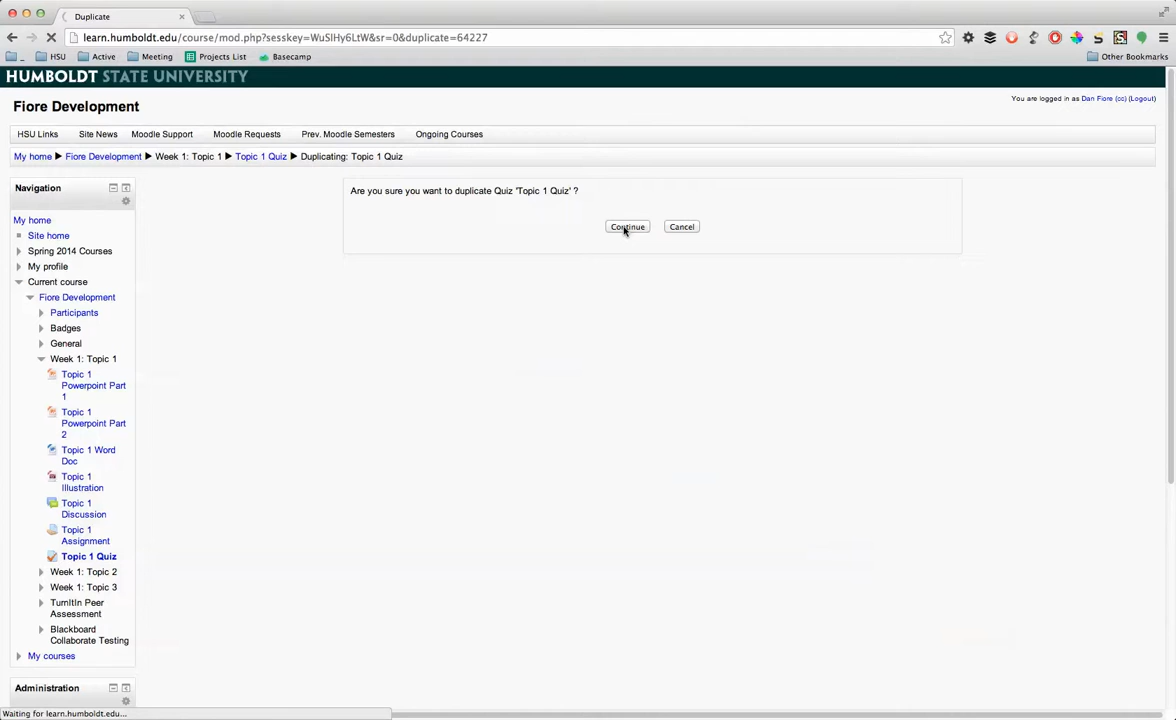 Duplicate
learn.humboldt.edu/course/mod.php?sesskey=WuSlHy6LtW&sr=0&duplicate=64227
HSU
Active
Meeting
Projects List
Basecamp
Other Bookmarks
HUMBOLDT STATE UNIVERSITY
Fiore Development
You are logged in as Dan Fiore (cc) (Logout)
HSU Links Site News Moodle Support Moodle Requests Prev. Moodle Semesters Ongoing Courses
My home ▶ Fiore Development ▶ Week 1: Topic 1 ▶ Topic 1 Quiz ▶ Duplicating: Topic 1 Quiz
Navigation
My home
Site home
Spring 2014 Courses
My profile
Current course
Fiore Development
Participants
Badges
General
Week 1: Topic 1
Topic 1
Powerpoint Part
1
Topic 1
Powerpoint Part
2
Topic 1 Word
Doc
Topic 1
Illustration
Topic 1
Discussion
Topic 1
Assignment
Topic 1 Quiz
Week 1: Topic 2
Week 1: Topic 3
TurnItIn Peer
Assessment
Blackboard
Collaborate Testing
My courses
Administration
Are you sure you want to duplicate Quiz 'Topic 1 Quiz' ?
Continue
Cancel
Waiting for learn.humboldt.edu...